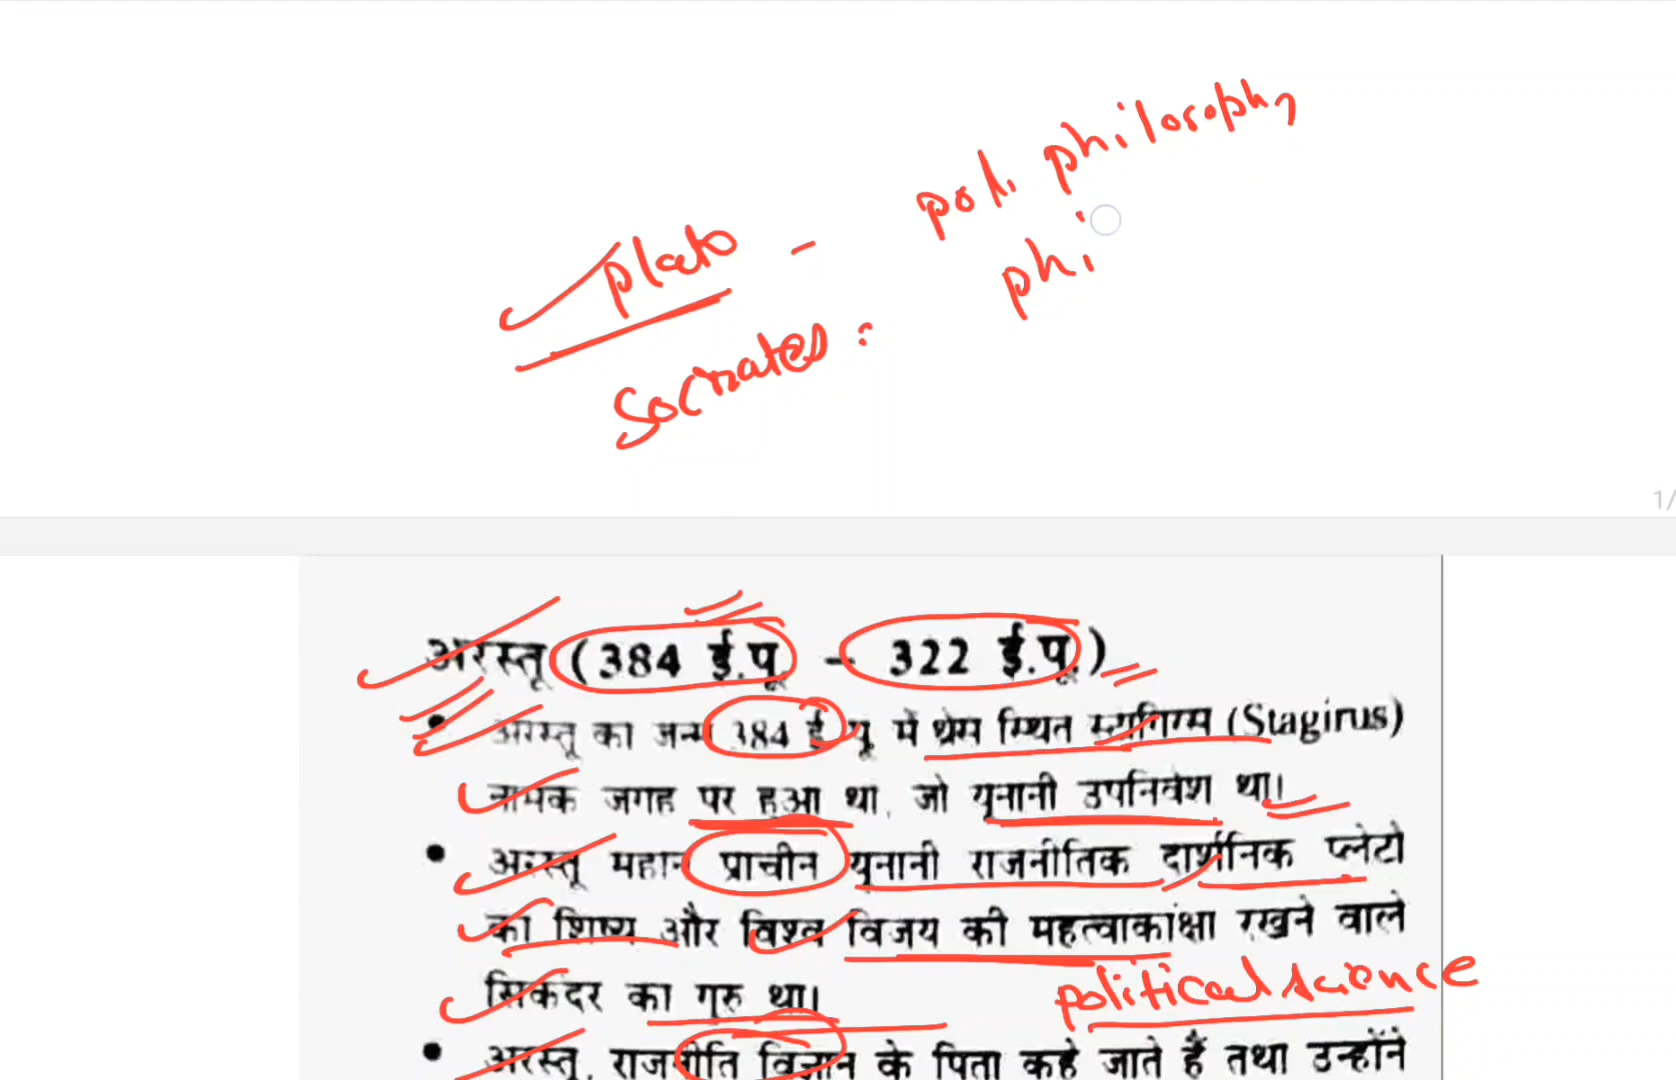 pol. philosophy
Plato -
phi
Socrates :
1/
अरस्तू (384 ई.पू. – 322 ई.पू.)
• अरस्तू का जन्म 384 ई.पू. में थ्रेस स्थित स्टागिरस (Stagirus)
नामक जगह पर हुआ था, जो यूनानी उपनिवेश था।
• अरस्तू महान प्राचीन यूनानी राजनीतिक दार्शनिक प्लेटो
का शिष्य और विश्व विजय की महत्वाकांक्षा रखने वाले
सिकंदर का गुरु था।
political science
• अरस्तू, राजनीति विज्ञान के पिता कहे जाते हैं तथा उन्होंने